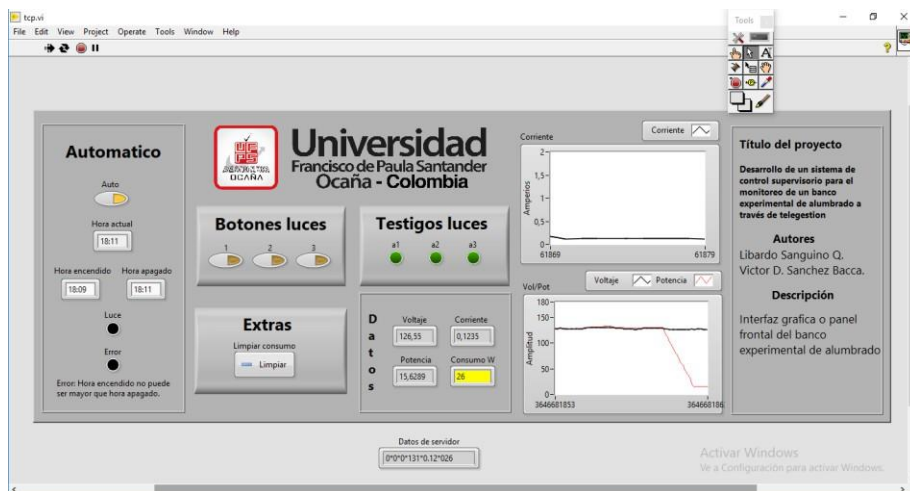 tcp.vi
File Edit View Project Operate Tools Window Help
Tools
Automatico
Auto
Hora actual
18:11
Hora encendido Hora apagado
18:09 18:11
Luce
Error
Error: Hora encendido no puede
ser mayor que hora apagado.
OCAÑA
Universidad
Francisco de Paula Santander
Ocaña - Colombia
Botones luces
1 2 3
Testigos luces
a1 a2 a3
Extras
Limpiar consumo
Limpiar
Datos
Voltaje Corriente
126,55 0,1235
Potencia Consumo W
15,6289 26
Corriente
Corriente
Amperios
2
1,5
1
0,5
0
61869 61879
Vol/Pot
Voltaje Potencia
Amplitud
180
150
100
50
0
3646681853 364668186
Título del proyecto
Desarrollo de un sistema de
control supervisorio para el
monitoreo de un banco
experimental de alumbrado a
través de telegestion
Autores
Libardo Sanguino Q.
Victor D. Sanchez Bacca.
Descripción
Interfaz grafica o panel
frontal del banco
experimental de alumbrado
Datos de servidor
0*0*0*131*0.12*026
Activar Windows
Ve a Configuración para activar Windows.